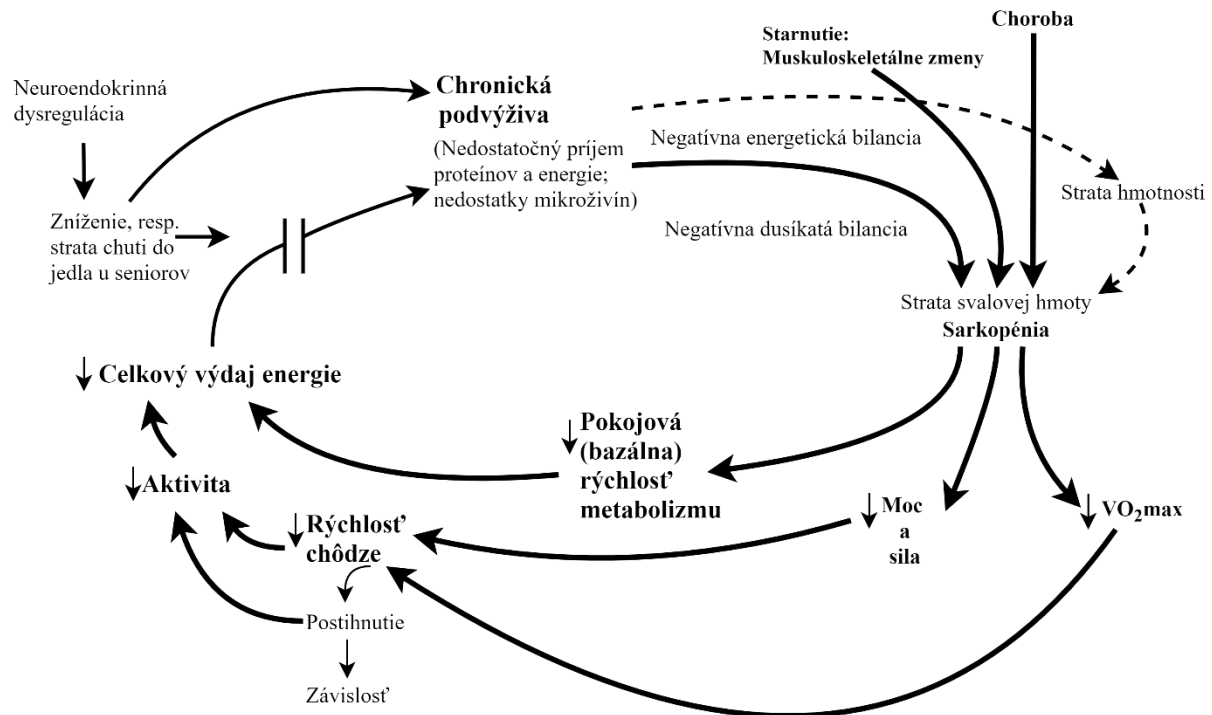 Choroba
Starnutie:
Muskuloskeletálne zmeny
Neuroendokrinná
dysregulácia
Chronická
podvýživa
(Nedostatočný príjem
proteínov a energie;
nedostatky mikroživín)
Negatívna energetická bilancia
Strata hmotnosti
Zníženie, resp.
strata chuti do
jedla u seniorov
Negatívna dusíkatá bilancia
Strata svalovej hmoty
Sarkopénia
↓ Celkový výdaj energie
↓ Pokojová
(bazálna)
rýchlosť
metabolizmu
↓ Aktivita
↓ Rýchlosť
chôdze
↓ Moc
a
sila
↓ VO₂max
Postihnutie
Závislosť